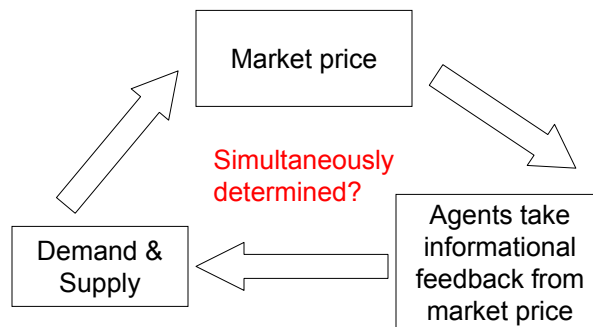 Market price
Simultaneously
determined?
Agents take
informational
feedback from
market price
Demand &
Supply